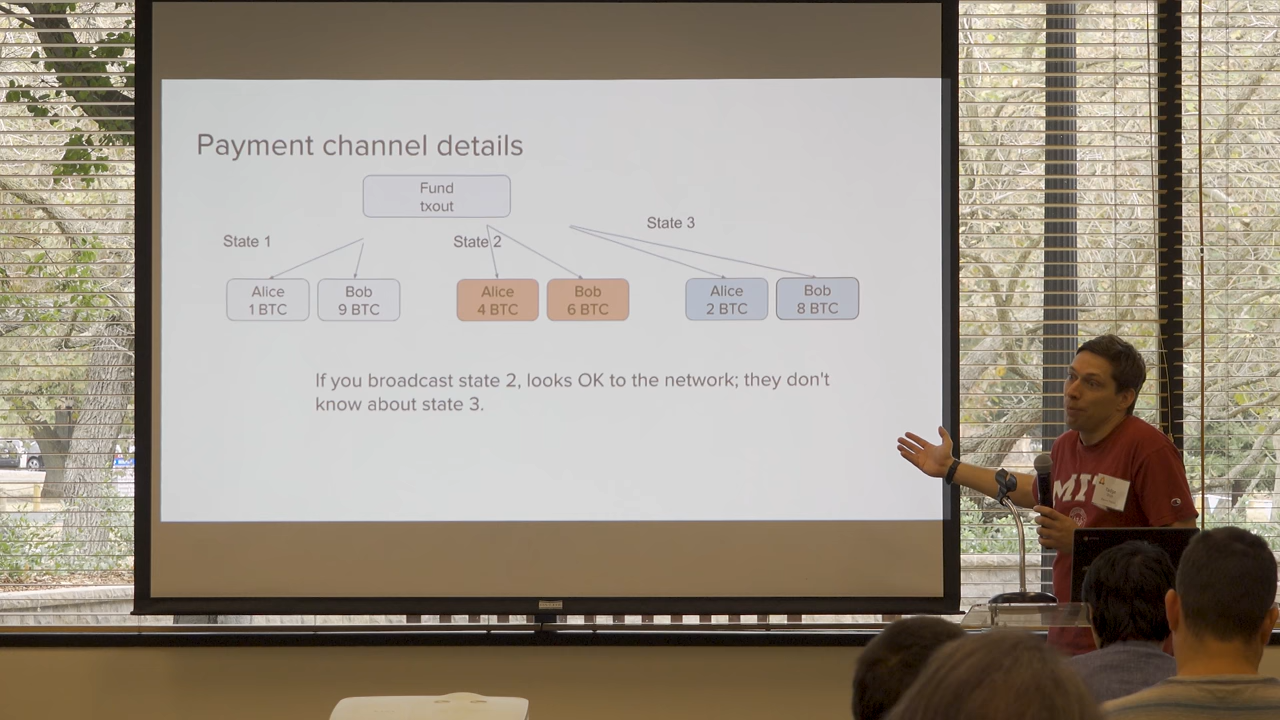 Payment channel details
Fund
txout
State 1
State 2
State 3
Alice
1 BTC
Bob
9 BTC
Alice
4 BTC
Bob
6 BTC
Alice
2 BTC
Bob
8 BTC
If you broadcast state 2, looks OK to the network; they don't
know about state 3.